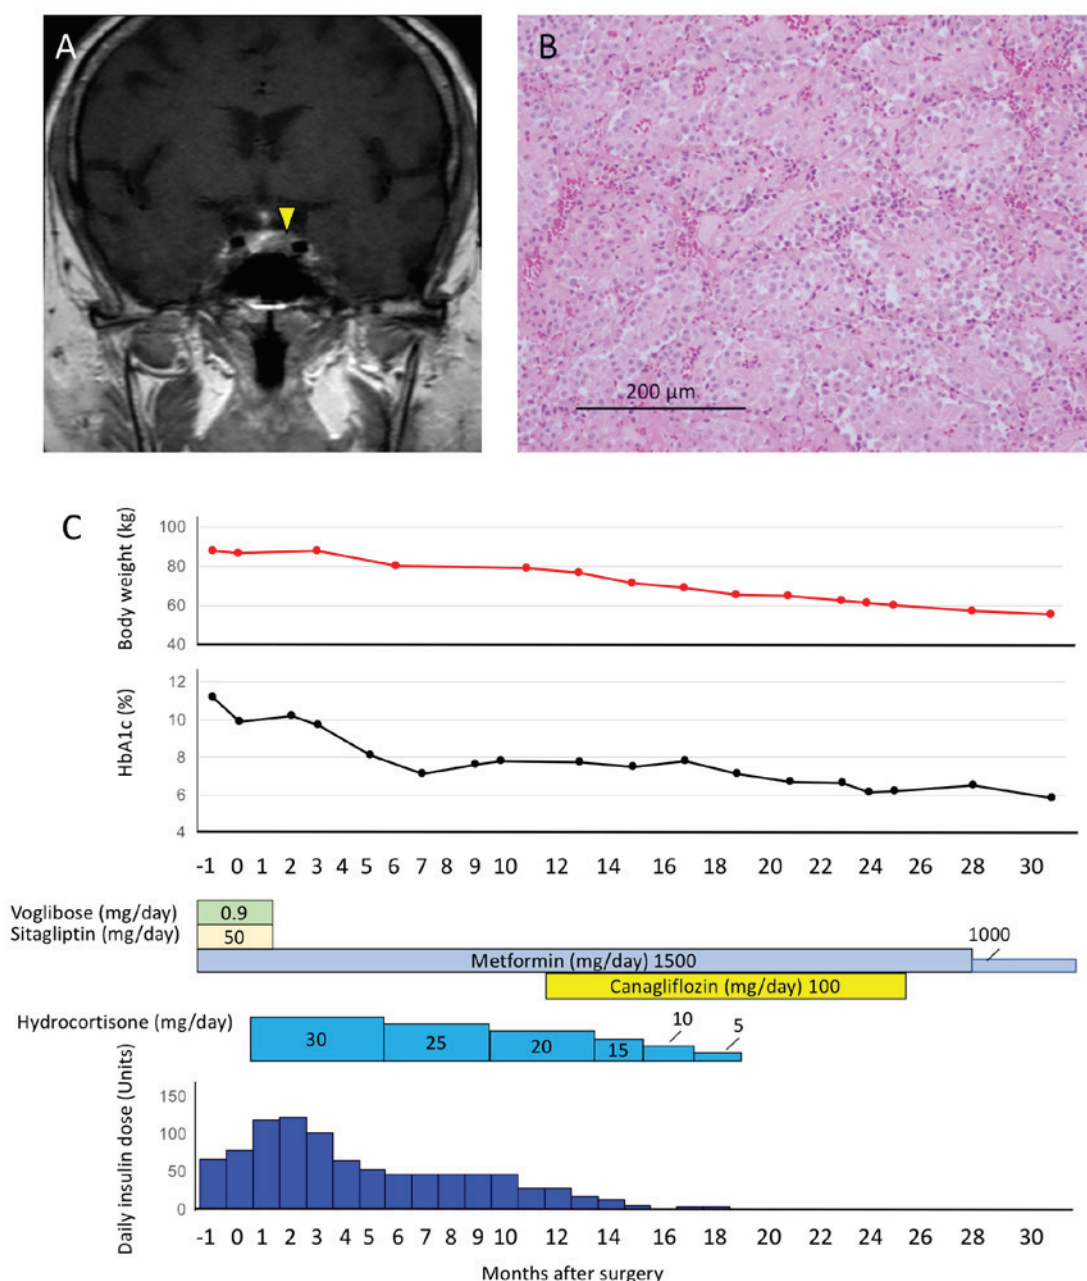 A
B
200 µm
C
Body weight (kg)
100
80
60
40
HbA1c (%)
12
10
8
6
4
-1 0 1 2 3 4 5 6 7 8 9 10 12 14 16 18 20 22 24 26 28 30
Voglibose (mg/day) 0.9
Sitagliptin (mg/day) 50
Metformin (mg/day) 1500
1000
Canagliflozin (mg/day) 100
Hydrocortisone (mg/day) 30 25 20 15 10 5
Daily insulin dose (Units)
150
100
50
0
-1 0 1 2 3 4 5 6 7 8 9 10 12 14 16 18 20 22 24 26 28 30
Months after surgery